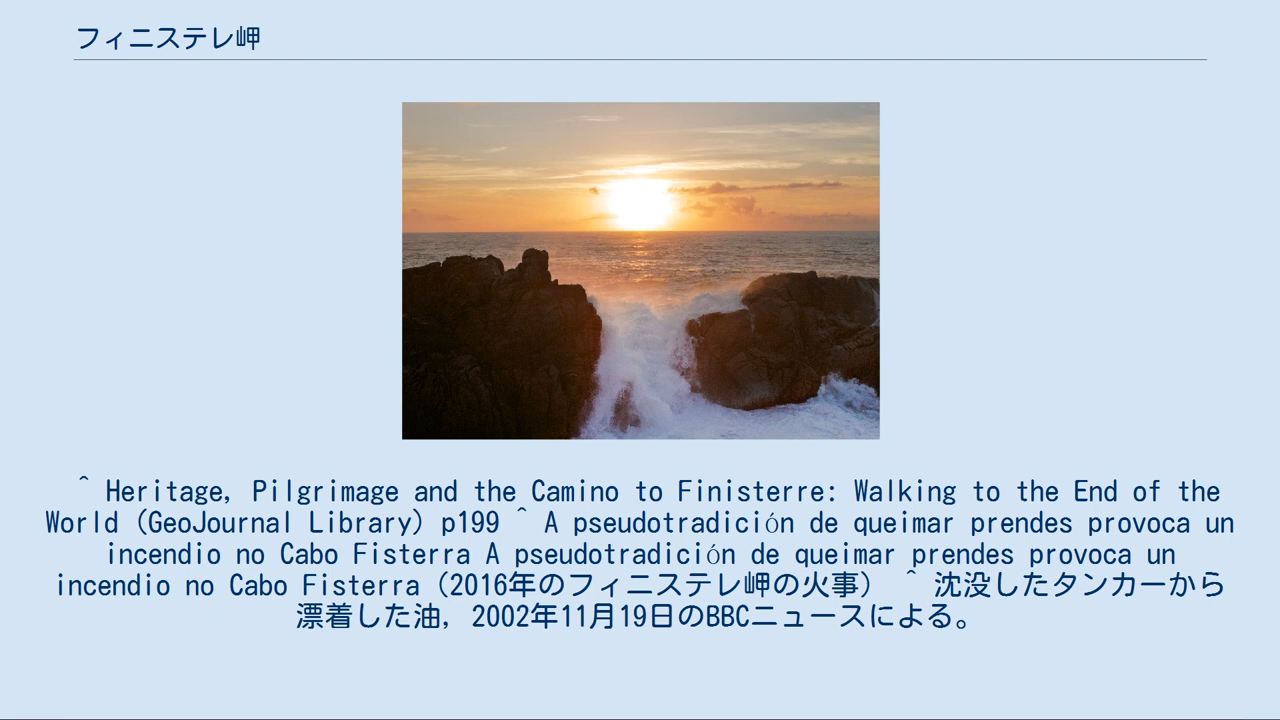 フィニステレ岬
^ Heritage, Pilgrimage and the Camino to Finisterre: Walking to the End of the
World (GeoJournal Library) p199 ^ A pseudotradición de queimar prendes provoca un
incendio no Cabo Fisterra A pseudotradición de queimar prendes provoca un
incendio no Cabo Fisterra（2016年のフィニステレ岬の火事） ^ 沈没したタンカーから
漂着した油, 2002年11月19日のBBCニュースによる。